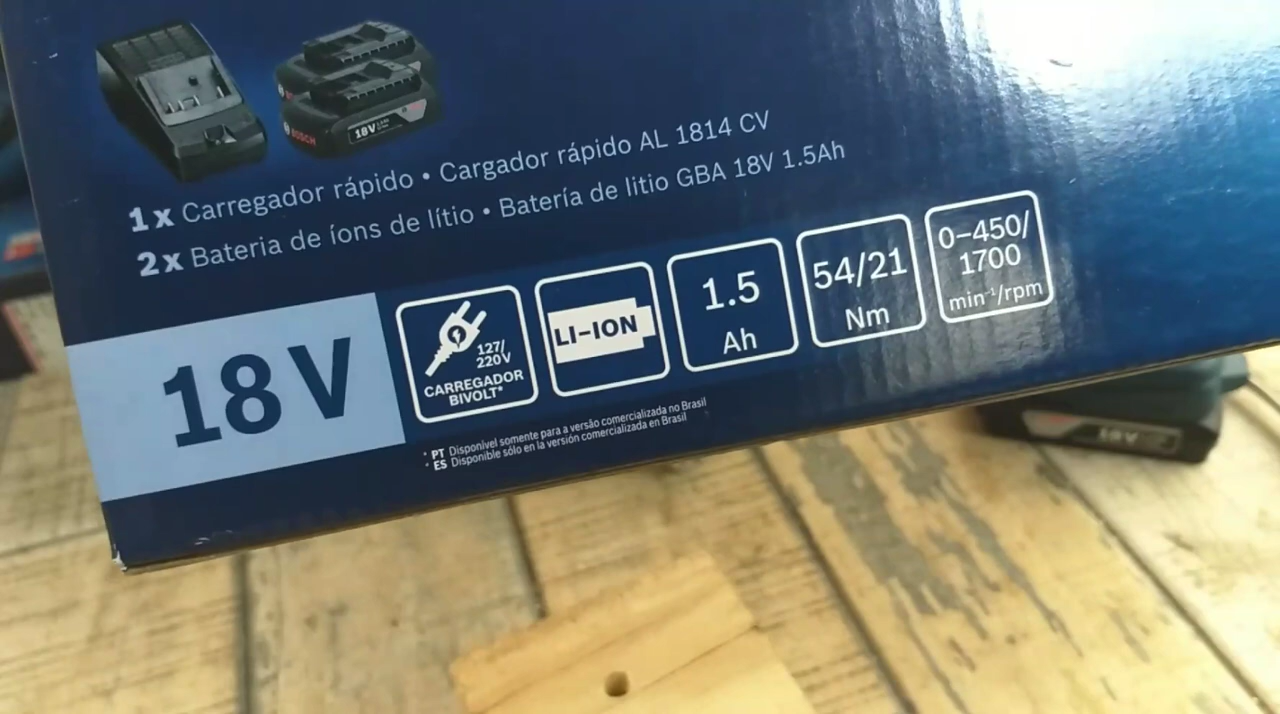 BOSCH
18V
1x Carregador rápido • Cargador rápido AL 1814 CV
2x Bateria de íons de lítio • Batería de litio GBA 18V 1.5Ah
18 V
127/
220V
CARREGADOR
BIVOLT*
LI-ION
1.5
Ah
54/21
Nm
0-450/
1700
min⁻¹/rpm
* PT Disponível somente para a versão comercializada no Brasil
* ES Disponible sólo en la versión comercializada en Brasil
18V